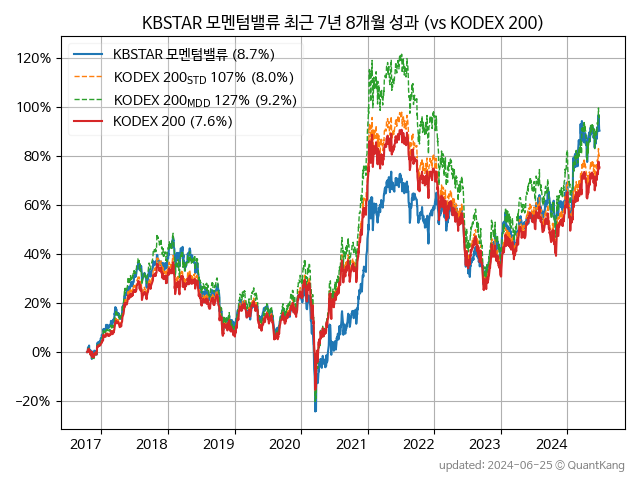 KBSTAR 모멘텀밸류 최근 7년 8개월 성과 (vs KODEX 200)
KBSTAR 모멘텀밸류 (8.7%)
KODEX 200STD 107% (8.0%)
KODEX 200MDD 127% (9.2%)
KODEX 200 (7.6%)
120%
100%
80%
60%
40%
20%
0%
−20%
2017 2018 2019 2020 2021 2022 2023 2024
updated: 2024-06-25 © QuantKang